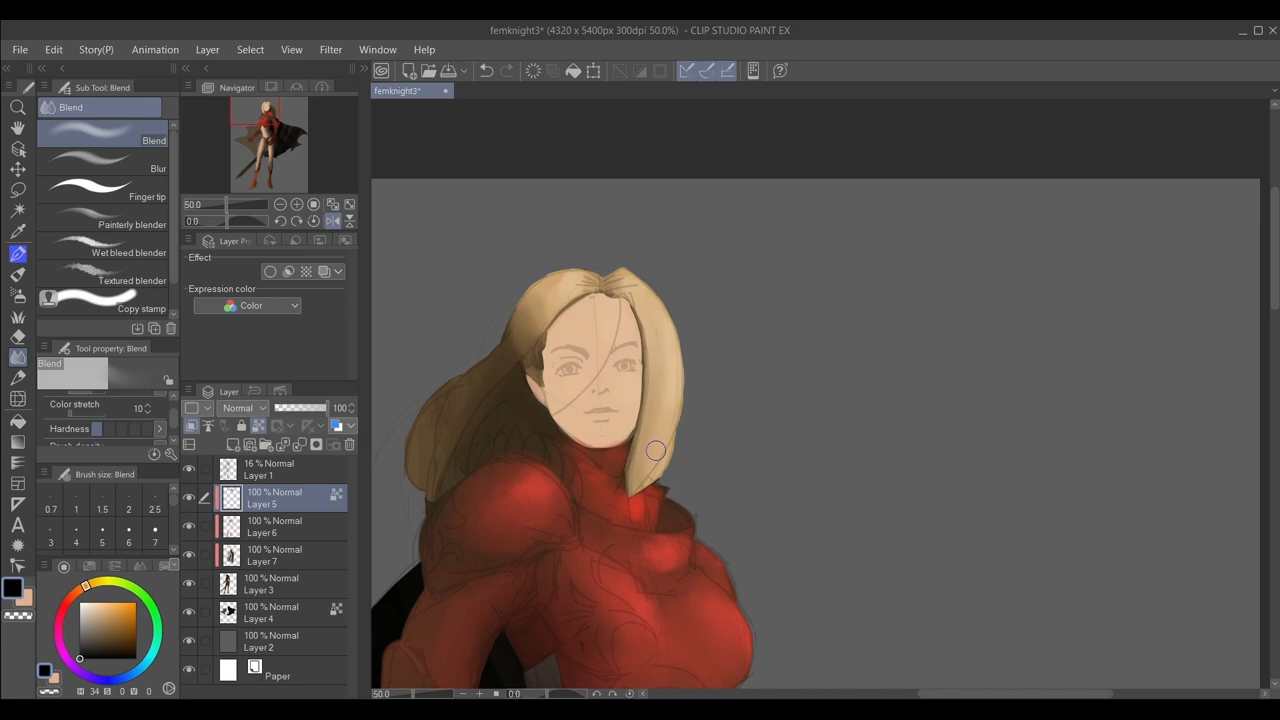 femknight3* (4320 x 5400px 300dpi 50.0%) - CLIP STUDIO PAINT EX
File Edit Story(P) Animation Layer Select View Filter Window Help
Sub Tool: Blend
Navigator
femknight3*
Blend
Blend
Blur
Finger tip
Painterly blender
Wet bleed blender
Textured blender
Copy stamp
50.0
0.0
Layer Pr
Effect
Expression color
Color
Tool property: Blend
Blend
Color stretch 10
Hardness
Brush size: Blend
0.7 1 1.5 2 2.5
3 4 5 6 7
Layer
Normal 100
16 % Normal
Layer 1
100 % Normal
Layer 5
100 % Normal
Layer 6
100 % Normal
Layer 7
100 % Normal
Layer 3
100 % Normal
Layer 4
100 % Normal
Layer 2
Paper
H 34 S 0 V 0
50.0 0.0